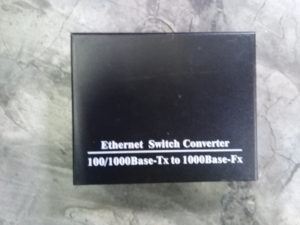 Ethernet Switch Converter
100/1000Base-Tx to 1000Base-Fx